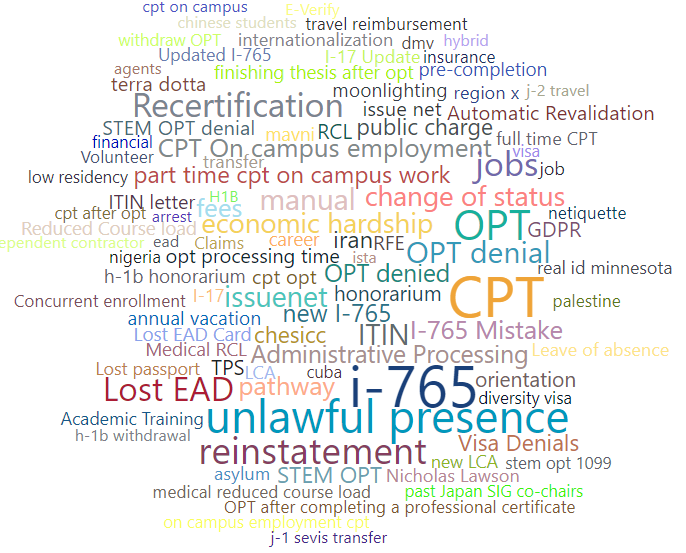 cpt on campus
E-Verify
chinese students
travel reimbursement
withdraw OPT
internationalization
dmv
hybrid
Updated I-765
I-17 Update
insurance
agents
finishing thesis after opt
pre-completion
terra dotta
moonlighting
region x
j-2 travel
Recertification
issue net
Automatic Revalidation
STEM OPT denial
mavni
RCL
public charge
full time CPT
financial
CPT On campus employment
visa
Volunteer
transfer
jobs
job
low residency
part time cpt on campus work
ITIN letter
H1B
manual
change of status
cpt after opt
arrest
fees
netiquette
Reduced Course load
economic hardship
OPT
GDPR
ependent contractor
ead
Claims
career
iran
RFE
OPT denial
nigeria
opt processing time
ista
real id minnesota
h-1b honorarium
cpt opt
OPT denied
CPT
Concurrent enrollment
I-17
issuenet
honorarium
palestine
annual vacation
new I-765
Lost EAD Card
chesicc
ITIN
I-765 Mistake
Medical RCL
Administrative Processing
Leave of absence
Lost passport
TPS
LCA
cuba
i-765
orientation
Lost EAD
pathway
diversity visa
Academic Training
unlawful presence
h-1b withdrawal
reinstatement
Visa Denials
new LCA
stem opt 1099
asylum
STEM OPT
Nicholas Lawson
medical reduced course load
past Japan SIG co-chairs
OPT after completing a professional certificate
on campus employment cpt
j-1 sevis transfer